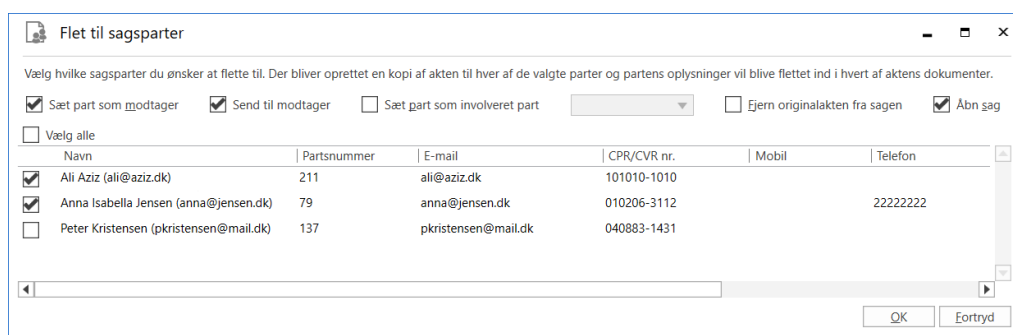 Flet til sagsparter
Vælg hvilke sagsparter du ønsker at flette til. Der bliver oprettet en kopi af akten til hver af de valgte parter og partens oplysninger vil blive flettet ind i hvert af aktens dokumenter.
Sæt part som modtager Send til modtager Sæt part som involveret part Fjern originalakten fra sagen Åbn sag
Vælg alle
Navn Partsnummer E-mail CPR/CVR nr. Mobil Telefon
Ali Aziz (ali@aziz.dk) 211 ali@aziz.dk 101010-1010
Anna Isabella Jensen (anna@jensen.dk) 79 anna@jensen.dk 010206-3112 22222222
Peter Kristensen (pkristensen@mail.dk) 137 pkristensen@mail.dk 040883-1431
OK Fortryd